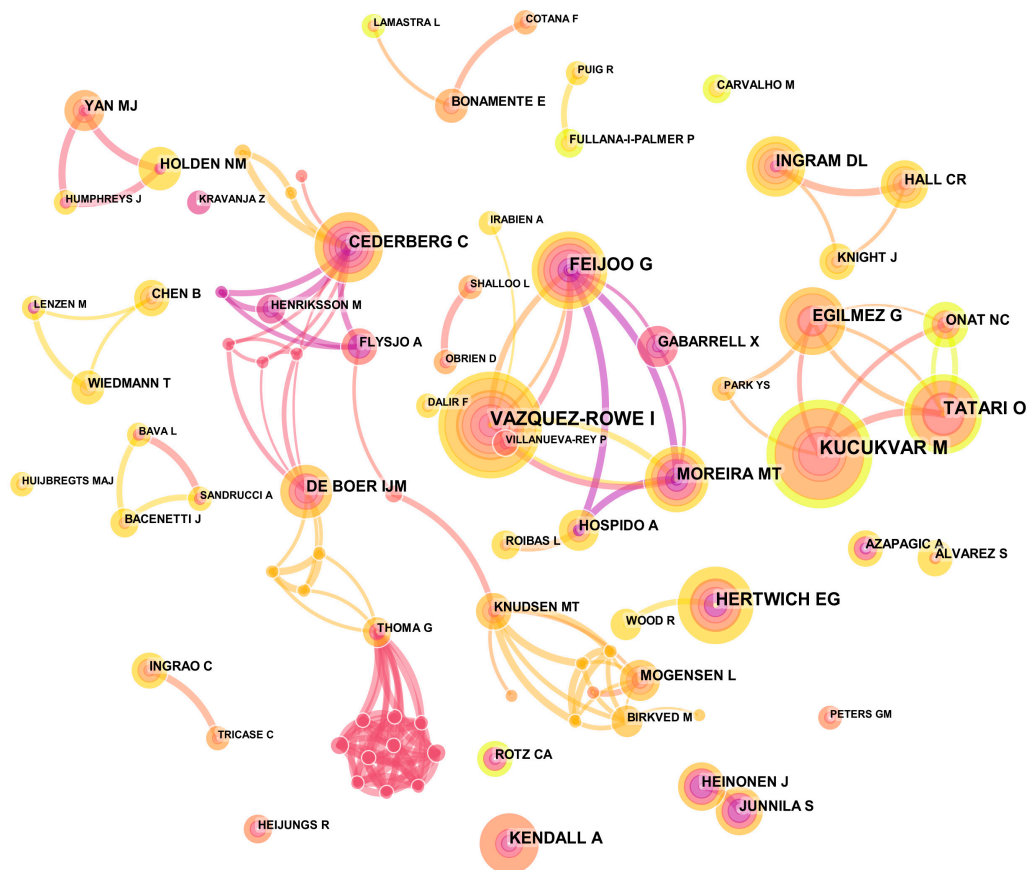 LAMASTRA L
COTANA F
PUIG R
CARVALHO M
YAN MJ
BONAMENTE E
FULLANA-I-PALMER P
HOLDEN NM
INGRAM DL
HALL CR
HUMPHREYS J
KRAVANJA Z
IRABIEN A
CEDERBERG C
FEIJOO G
KNIGHT J
SHALLOO L
CHEN B
LENZEN M
HENRIKSSON M
EGILMEZ G
ONAT NC
GABARRELL X
FLYSJO A
OBRIEN D
WIEDMANN T
PARK YS
DALIR F
TATARI O
VAZQUEZ-ROWE I
BAVA L
VILLANUEVA-REY P
KUCUKVAR M
MOREIRA MT
HUIJBREGTS MAJ
DE BOER IJM
SANDRUCCI A
BACENETTI J
HOSPIDO A
ROIBAS L
AZAPAGIC A
ALVAREZ S
HERTWICH EG
KNUDSEN MT
WOOD R
THOMA G
INGRAO C
MOGENSEN L
BIRKVED M
PETERS GM
TRICASE C
ROTZ CA
HEINONEN J
JUNNILA S
HEIJUNGS R
KENDALL A